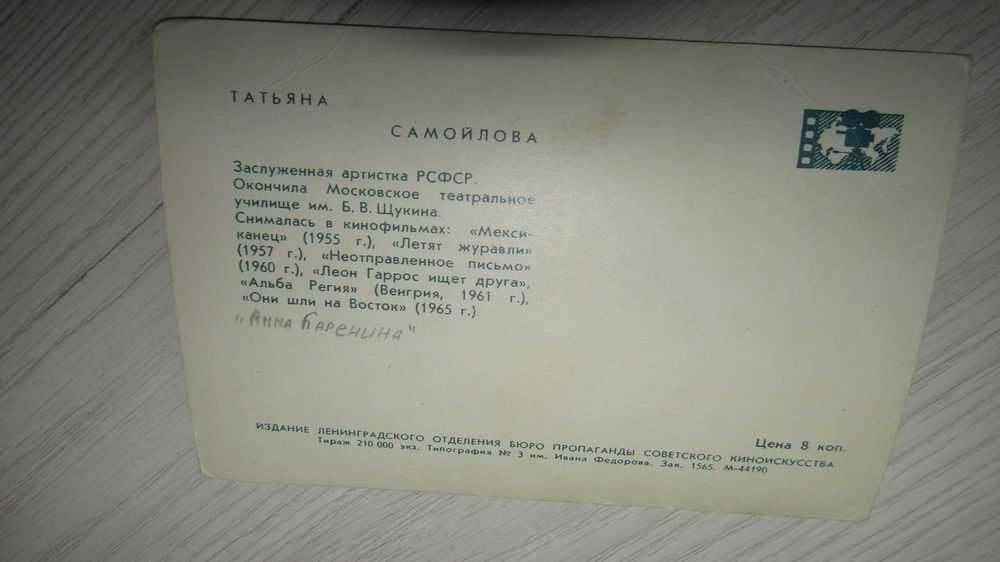 ТАТЬЯНА
САМОЙЛОВА
Заслуженная артистка РСФСР.
Окончила Московское театральное
училище им. Б. В. Щукина.
Снималась в кинофильмах: «Мекси-
канец» (1955 г.), «Летят журавли»
(1957 г.), «Неотправленное письмо»
(1960 г.), «Леон Гаррос ищет друга»,
«Альба Регия» (Венгрия, 1961 г.),
«Они шли на Восток» (1965 г.).
"Анна Каренина"
Цена 8 коп.
ИЗДАНИЕ ЛЕНИНГРАДСКОГО ОТДЕЛЕНИЯ БЮРО ПРОПАГАНДЫ СОВЕТСКОГО КИНОИСКУССТВА
Тираж 210 000 экз. Типография № 3 им. Ивана Федорова. Зак. 1565. М-44190